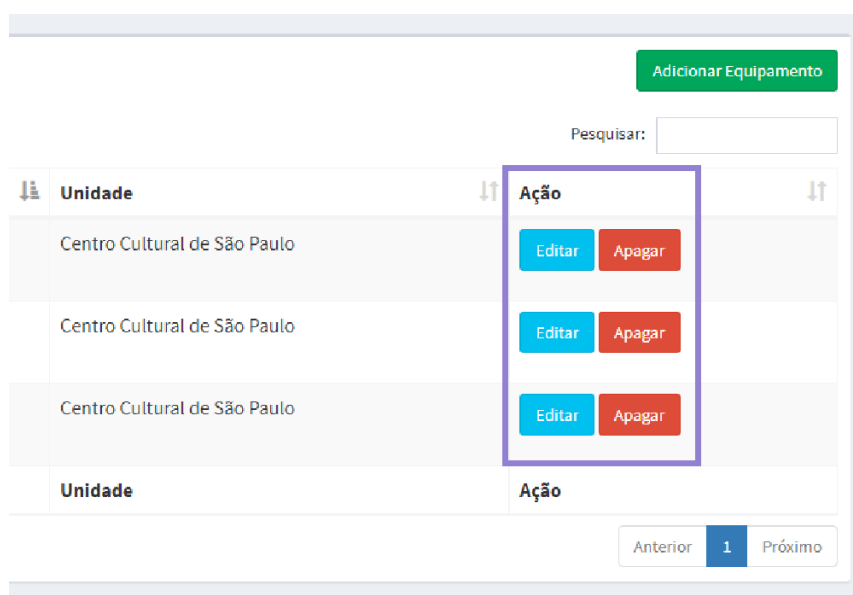 Adicionar Equipamento
Pesquisar:
Unidade Ação
Centro Cultural de São Paulo Editar Apagar
Centro Cultural de São Paulo Editar Apagar
Centro Cultural de São Paulo Editar Apagar
Unidade Ação
Anterior 1 Próximo